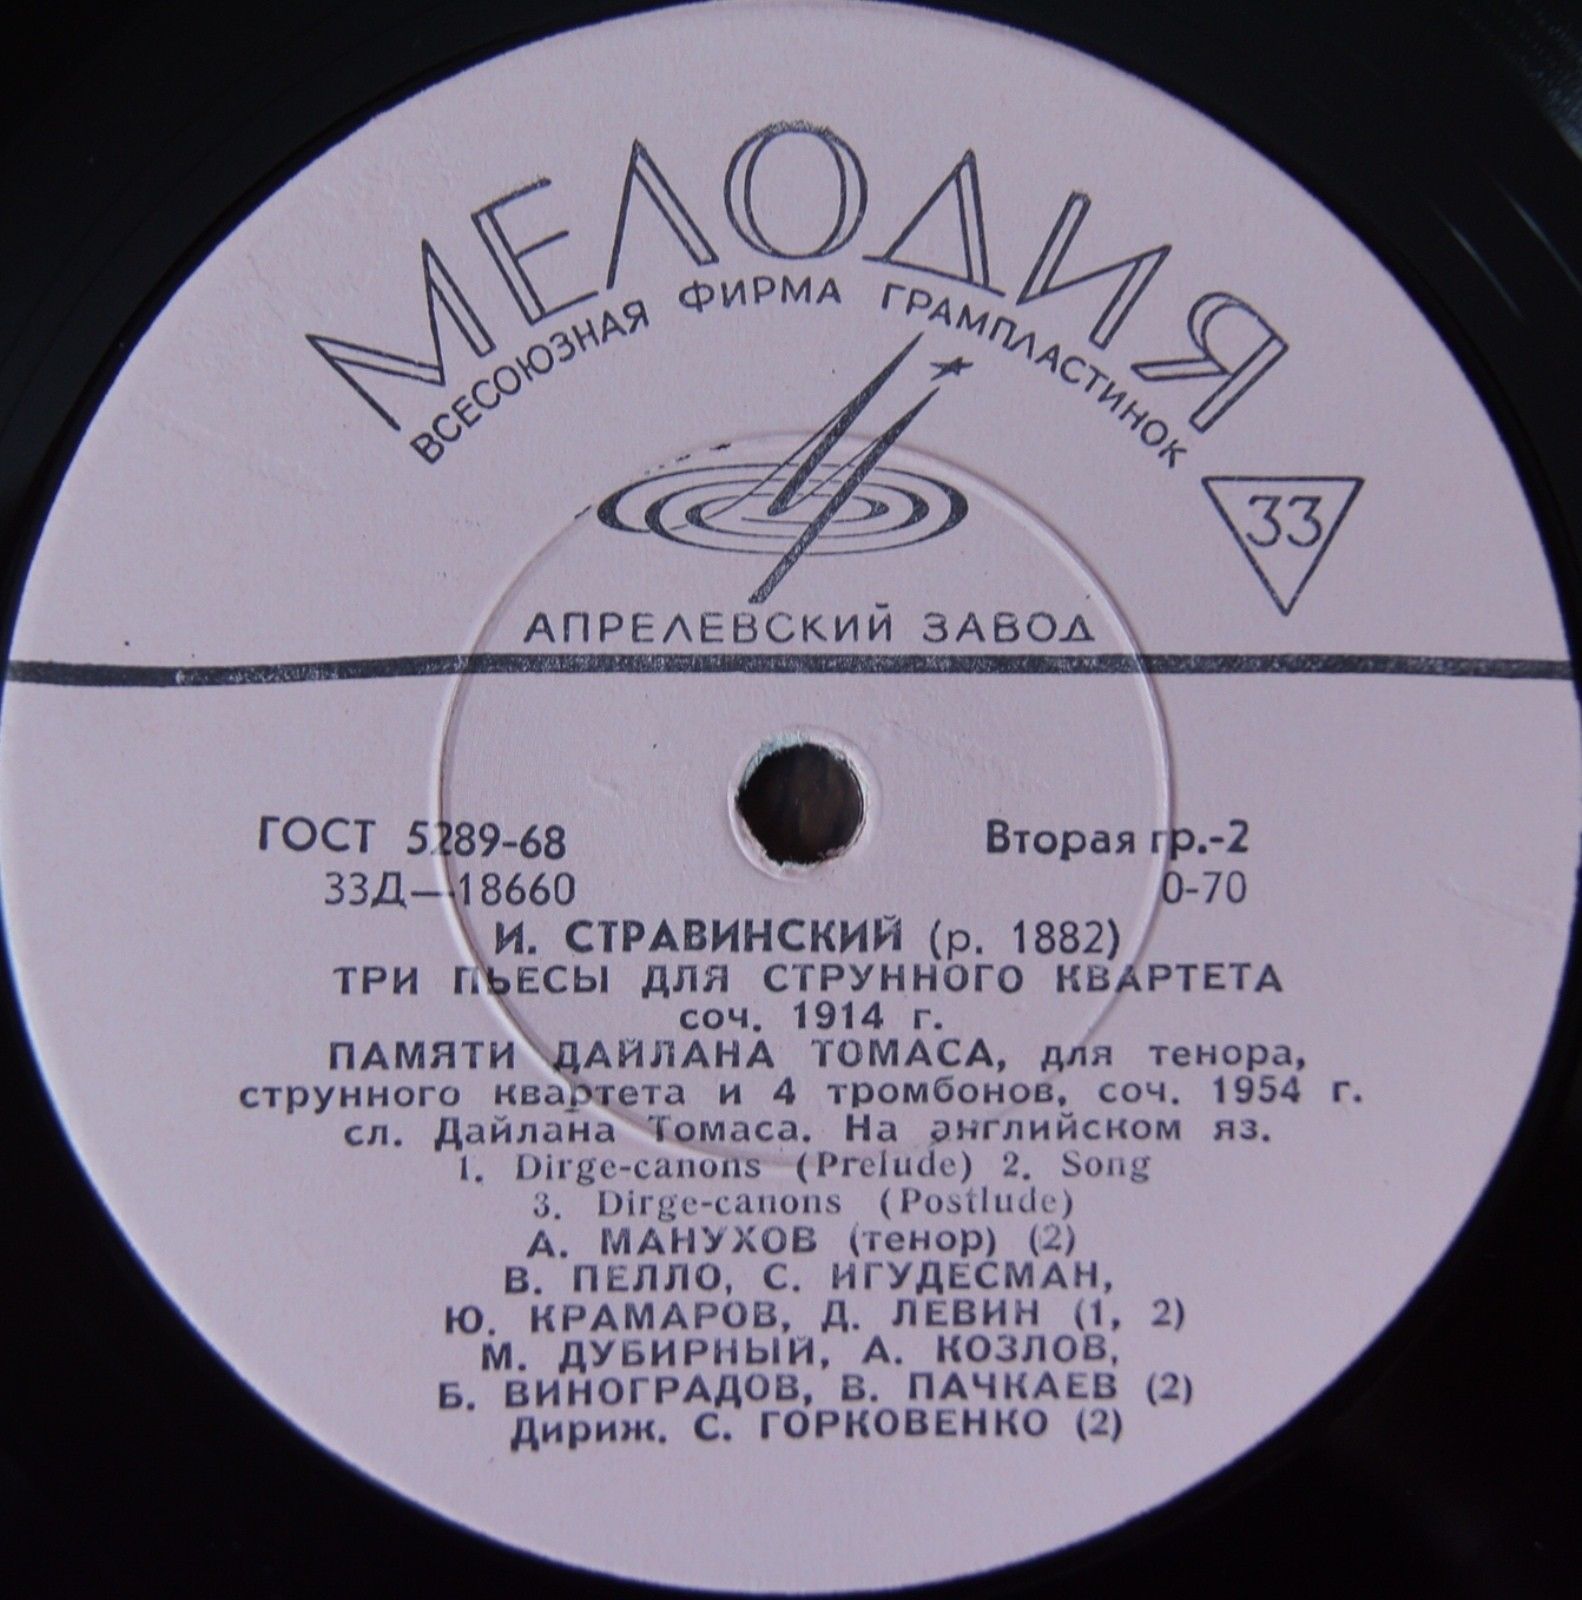 МЕЛОДИЯ
ВСЕСОЮЗНАЯ ФИРМА ГРАМПЛАСТИНОК
33
АПРЕЛЕВСКИЙ ЗАВОД
ГОСТ 5289-68 Вторая гр.-2
33Д—18660 0-70
И. СТРАВИНСКИЙ (р. 1882)
ТРИ ПЬЕСЫ ДЛЯ СТРУННОГО КВАРТЕТА
соч. 1914 г.
ПАМЯТИ ДАЙЛАНА ТОМАСА, для тенора,
струнного квартета и 4 тромбонов, соч. 1954 г.
сл. Дайлана Томаса. На английском яз.
1. Dirge-canons (Prelude) 2. Song
3. Dirge-canons (Postlude)
А. МАНУХОВ (тенор) (2)
В. ПЕЛЛО, С. ИГУДЕСМАН,
Ю. КРАМАРОВ, Д. ЛЕВИН (1, 2)
М. ДУБИРНЫЙ, А. КОЗЛОВ,
Б. ВИНОГРАДОВ, В. ПАЧКАЕВ (2)
Дириж. С. ГОРКОВЕНКО (2)